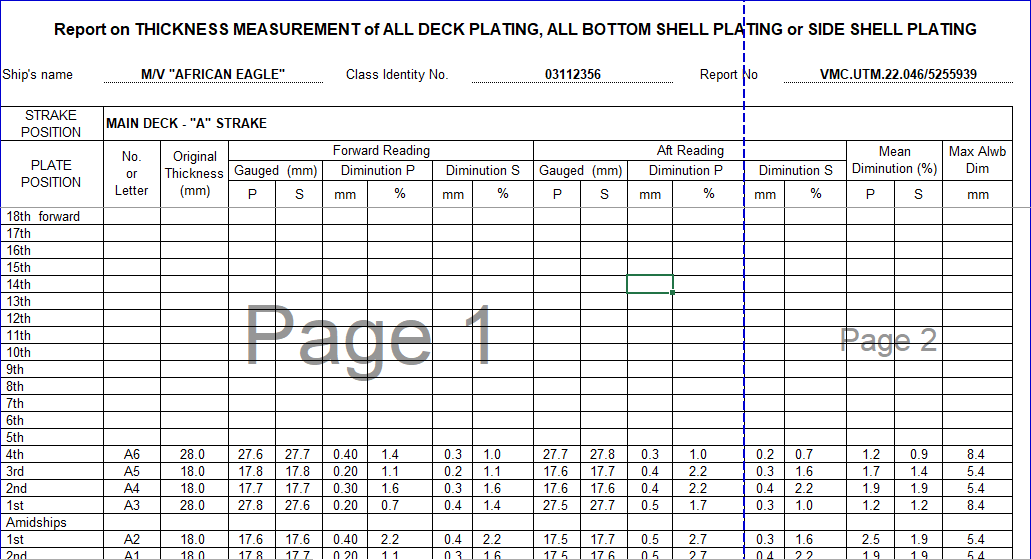 Report on THICKNESS MEASUREMENT of ALL DECK PLATING, ALL BOTTOM SHELL PLATING or SIDE SHELL PLATING
Ship's name M/V "AFRICAN EAGLE" Class Identity No. 03112356 Report No VMC.UTM.22.046/5255939
STRAKE POSITION MAIN DECK - "A" STRAKE
PLATE POSITION No. or Letter Original Thickness (mm) Forward Reading Aft Reading Mean Diminution (%) Max Alwb Dim
Gauged (mm) Diminution P Diminution S Gauged (mm) Diminution P Diminution S
P S mm % mm % P S mm % mm % P S mm
18th forward
17th
16th
15th
14th
13th
12th
11th
10th
9th
8th
7th
6th
5th
Page 1
Page 2
4th A6 28.0 27.6 27.7 0.40 1.4 0.3 1.0 27.7 27.8 0.3 1.0 0.2 0.7 1.2 0.9 8.4
3rd A5 18.0 17.8 17.8 0.20 1.1 0.2 1.1 17.6 17.7 0.4 2.2 0.3 1.6 1.7 1.4 5.4
2nd A4 18.0 17.7 17.7 0.30 1.6 0.3 1.6 17.6 17.6 0.4 2.2 0.4 2.2 1.9 1.9 5.4
1st A3 28.0 27.8 27.6 0.20 0.7 0.4 1.4 27.5 27.7 0.5 1.7 0.3 1.0 1.2 1.2 8.4
Amidships
1st A2 18.0 17.6 17.6 0.40 2.2 0.4 2.2 17.5 17.7 0.5 2.7 0.3 1.6 2.5 1.9 5.4
2nd A1 18.0 17.8 17.7 0.20 1.1 0.3 1.6 17.5 17.6 0.5 2.7 0.4 2.2 1.9 1.9 5.4